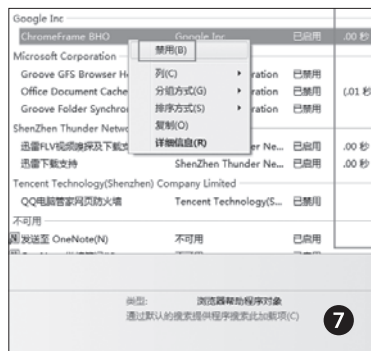 Google Inc
ChromeFrame BHO Google Inc 已启用 .00 秒
禁用(B)
Microsoft Corporation
Groove GFS Browser H 列(C) ration 已禁用
Office Document Cache 分组方式(G) ration 已禁用 (.01 秒
Groove Folder Synchro 排序方式(S) ration 已禁用
复制(O)
ShenZhen Thunder Netwo
详细信息(R)
迅雷FLV视频嗅探及下载支 er Ne... 已启用 .00 秒
迅雷下载支持 ShenZhen Thunder Ne... 已启用 .00 秒
Tencent Technology(Shenzhen) Company Limited
QQ电脑管家网页防火墙 Tencent Technology(S... 已禁用
不可用
发送至 OneNote(N) 不可用 已启用
类型: 浏览器帮助程序对象
通过默认的搜索提供程序搜索此加载项(C)
7